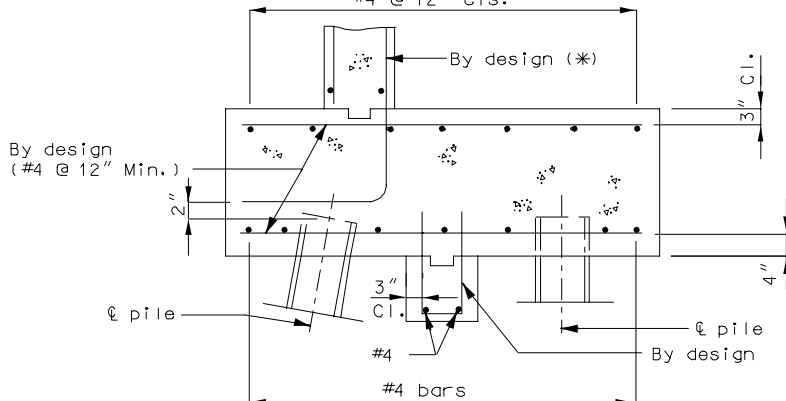 #4 @ 12" Cts.
By design (✳)
3" Cl.
By design
(#4 @ 12" Min.)
2"
3"
Cl.
4"
℄ pile
℄ pile
#4
By design
#4 bars